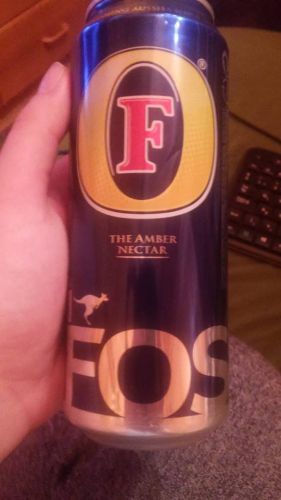 F
®
THE AMBER
NECTAR
FOS